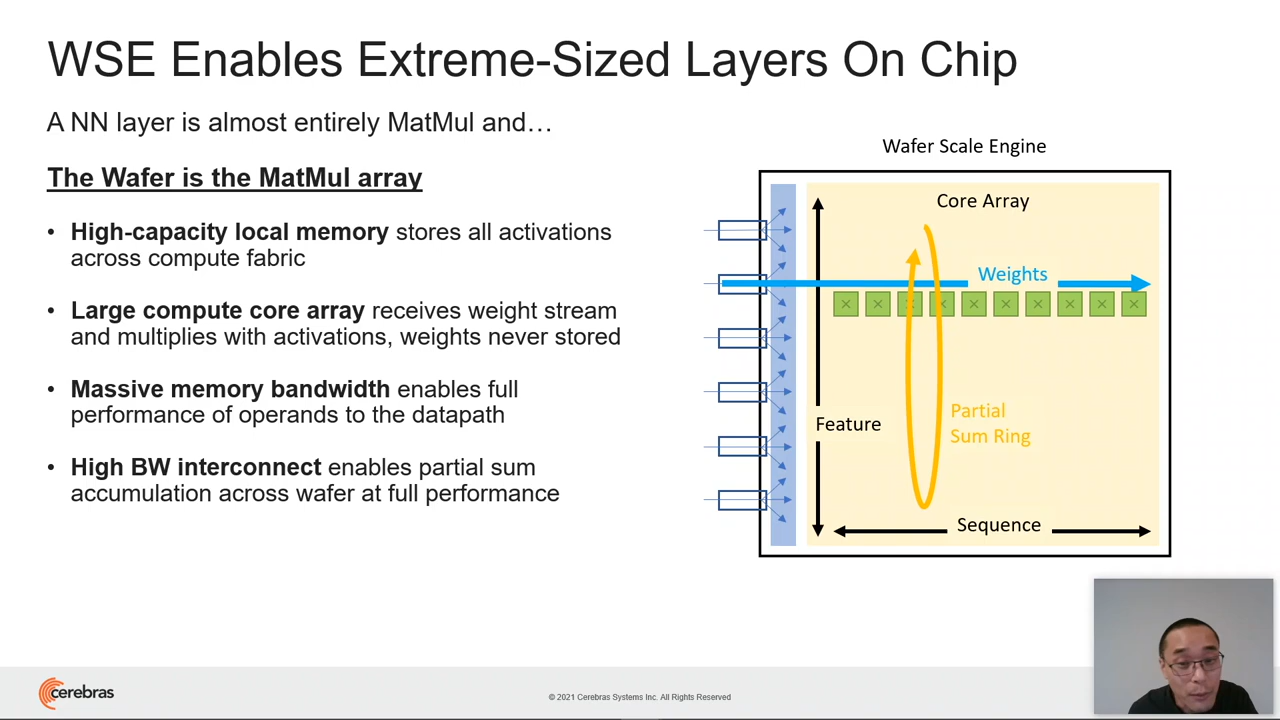 WSE Enables Extreme-Sized Layers On Chip
A NN layer is almost entirely MatMul and…
The Wafer is the MatMul array
• High-capacity local memory stores all activations
across compute fabric
• Large compute core array receives weight stream
and multiplies with activations, weights never stored
• Massive memory bandwidth enables full
performance of operands to the datapath
• High BW interconnect enables partial sum
accumulation across wafer at full performance
Wafer Scale Engine
Core Array
Weights
Feature
Partial
Sum Ring
Sequence
cerebras
© 2021 Cerebras Systems Inc. All Rights Reserved